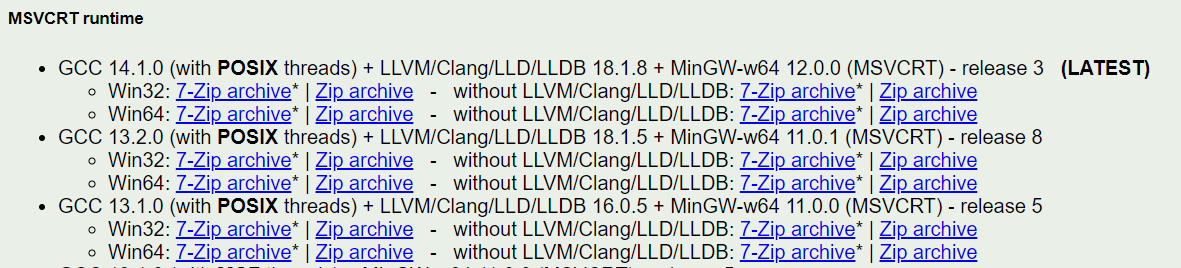 MSVCRT runtime
• GCC 14.1.0 (with POSIX threads) + LLVM/Clang/LLD/LLDB 18.1.8 + MinGW-w64 12.0.0 (MSVCRT) - release 3 (LATEST)
◦ Win32: 7-Zip archive* | Zip archive - without LLVM/Clang/LLD/LLDB: 7-Zip archive* | Zip archive
◦ Win64: 7-Zip archive* | Zip archive - without LLVM/Clang/LLD/LLDB: 7-Zip archive* | Zip archive
• GCC 13.2.0 (with POSIX threads) + LLVM/Clang/LLD/LLDB 18.1.5 + MinGW-w64 11.0.1 (MSVCRT) - release 8
◦ Win32: 7-Zip archive* | Zip archive - without LLVM/Clang/LLD/LLDB: 7-Zip archive* | Zip archive
◦ Win64: 7-Zip archive* | Zip archive - without LLVM/Clang/LLD/LLDB: 7-Zip archive* | Zip archive
• GCC 13.1.0 (with POSIX threads) + LLVM/Clang/LLD/LLDB 16.0.5 + MinGW-w64 11.0.0 (MSVCRT) - release 5
◦ Win32: 7-Zip archive* | Zip archive - without LLVM/Clang/LLD/LLDB: 7-Zip archive* | Zip archive
◦ Win64: 7-Zip archive* | Zip archive - without LLVM/Clang/LLD/LLDB: 7-Zip archive* | Zip archive